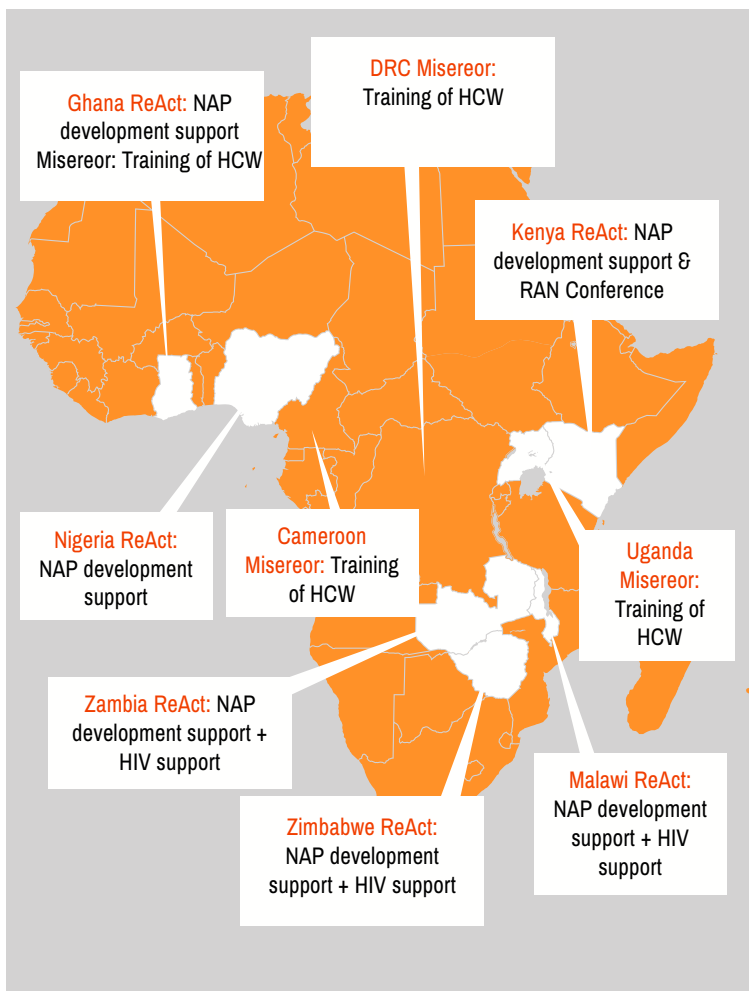 DRC Misereor:
Training of HCW
Ghana ReAct: NAP
development support
Misereor: Training of HCW
Kenya ReAct: NAP
development support &
RAN Conference
Nigeria ReAct:
NAP development
support
Cameroon
Misereor: Training
of HCW
Uganda
Misereor:
Training of
HCW
Zambia ReAct: NAP
development support +
HIV support
Malawi ReAct:
NAP development
support + HIV
support
Zimbabwe ReAct:
NAP development
support + HIV support